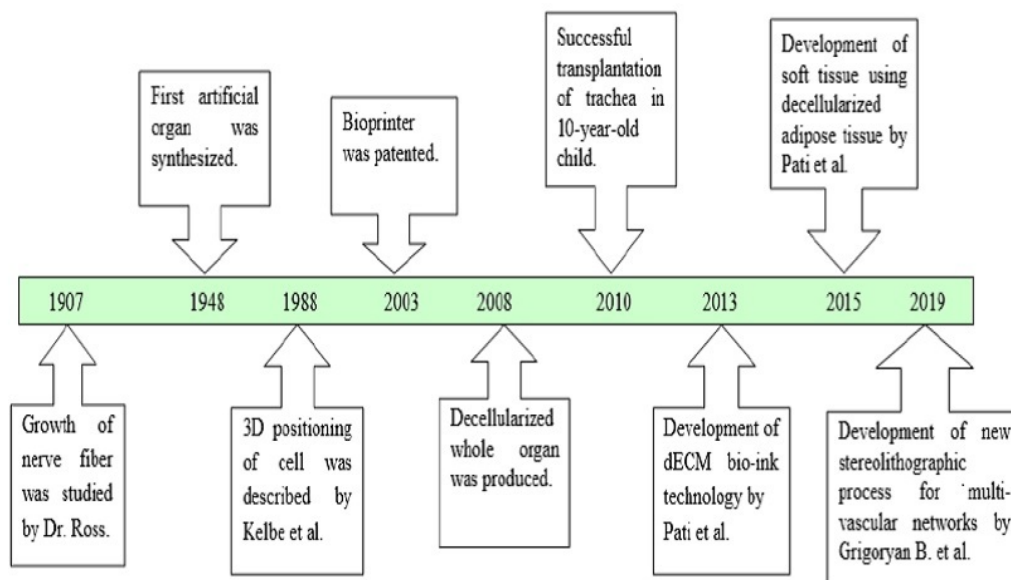 First artificial
organ was
synthesized.
Bioprinter
was patented.
Successful
transplantation
of trachea in
10-year-old
child.
Development of
soft tissue using
decellularized
adipose tissue by
Pati et al.
1907 1948 1988 2003 2008 2010 2013 2015 2019
Growth of
nerve fiber
was studied
by Dr. Ross.
3D positioning
of cell was
described by
Kelbe et al.
Decellularized
whole organ
was produced.
Development of
dECM bio-ink
technology by
Pati et al.
Development of new
stereolithographic
process for multi-
vascular networks by
Grigoryan B. et al.